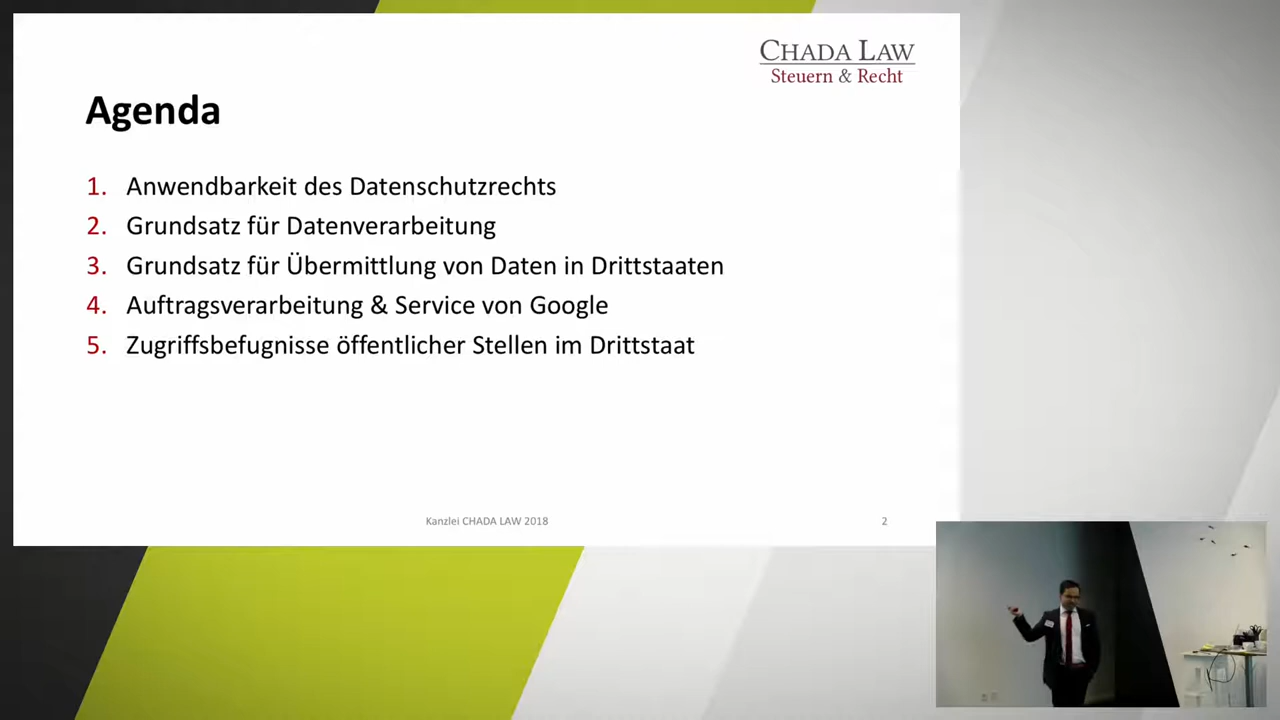 CHADA LAW
Steuern & Recht
Agenda
1. Anwendbarkeit des Datenschutzrechts
2. Grundsatz für Datenverarbeitung
3. Grundsatz für Übermittlung von Daten in Drittstaaten
4. Auftragsverarbeitung & Service von Google
5. Zugriffsbefugnisse öffentlicher Stellen im Drittstaat
Kanzlei CHADA LAW 2018
2